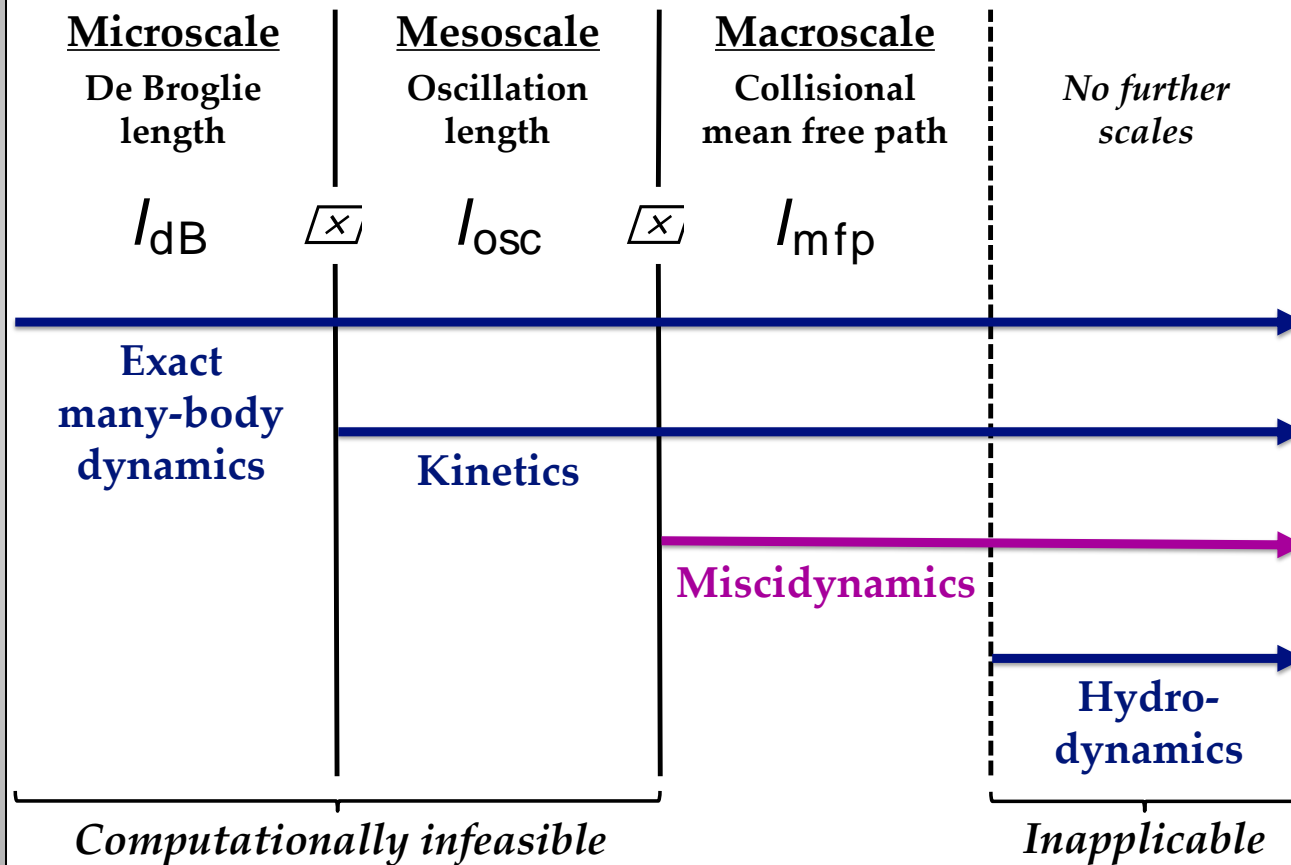 Microscale
De Broglie
length
Mesoscale
Oscillation
length
Macroscale
Collisional
mean free path
No further
scales
l_dB
l_osc
l_mfp
Exact
many-body
dynamics
Kinetics
Miscidynamics
Hydro-
dynamics
Computationally infeasible
Inapplicable